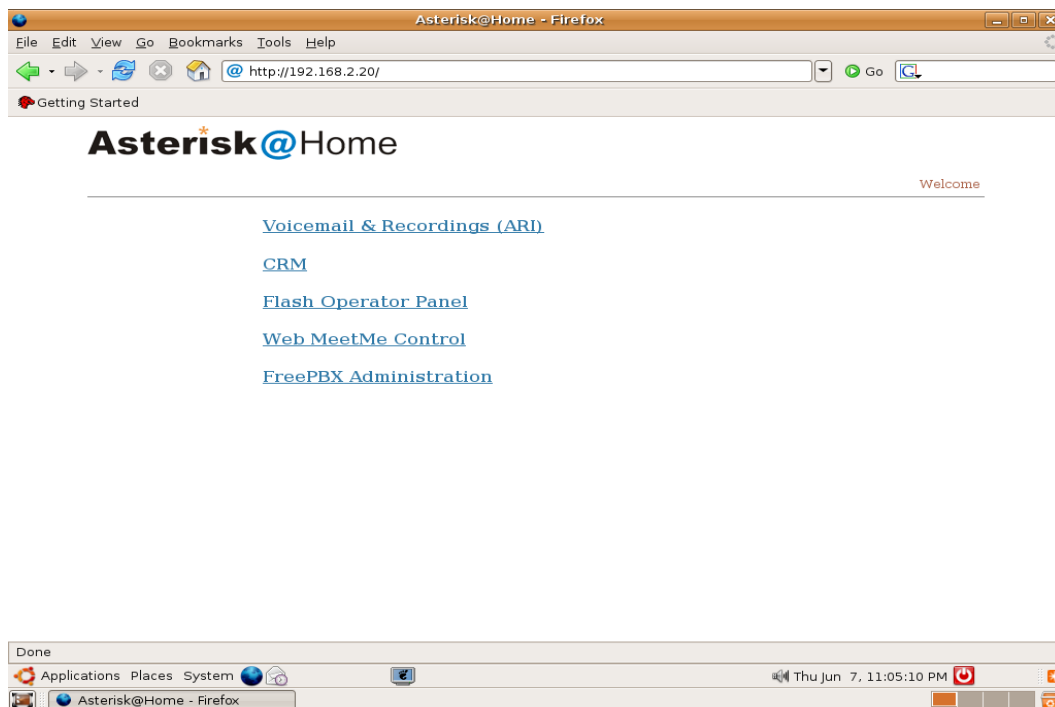 Asterisk@Home - Firefox
File Edit View Go Bookmarks Tools Help
@ http://192.168.2.20/ Go G
Getting Started
Asterisk@Home
Welcome
Voicemail & Recordings (ARI)
CRM
Flash Operator Panel
Web MeetMe Control
FreePBX Administration
Done
Applications Places System Thu Jun 7, 11:05:10 PM
Asterisk@Home - Firefox